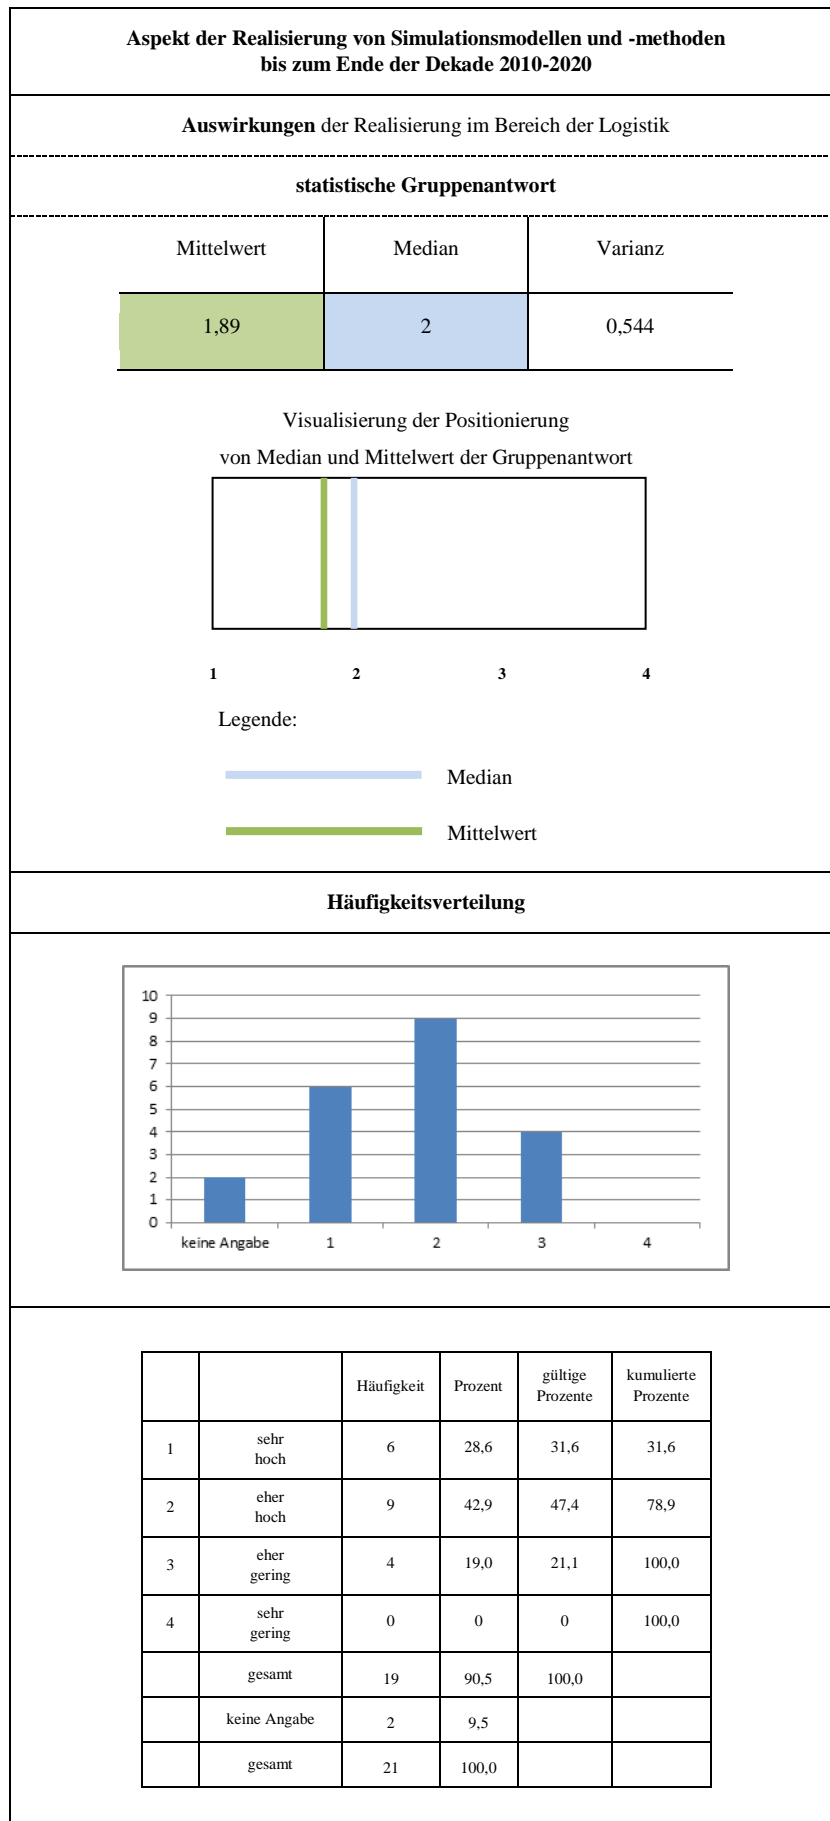 Aspekt der Realisierung von Simulationsmodellen und -methoden
bis zum Ende der Dekade 2010-2020
Auswirkungen der Realisierung im Bereich der Logistik
statistische Gruppenantwort
Mittelwert Median Varianz
1,89 2 0,544
Visualisierung der Positionierung
von Median und Mittelwert der Gruppenantwort
1 2 3 4
Legende:
Median
Mittelwert
Häufigkeitsverteilung
10
9
8
7
6
5
4
3
2
1
0
keine Angabe 1 2 3 4
Häufigkeit Prozent gültige Prozente kumulierte Prozente
1 sehr hoch 6 28,6 31,6 31,6
2 eher hoch 9 42,9 47,4 78,9
3 eher gering 4 19,0 21,1 100,0
4 sehr gering 0 0 0 100,0
gesamt 19 90,5 100,0
keine Angabe 2 9,5
gesamt 21 100,0